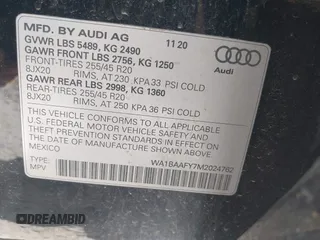 MFD. BY AUDI AG 11 20
GVWR LBS 5489, KG 2490
GAWR FRONT LBS 2756, KG 1250
FRONT-TIRES 255/45 R20
8JX20 RIMS, AT 230 KPA 33 PSI COLD
GAWR REAR LBS 2998, KG 1360
REAR-TIRES 255/45 R20
8JX20 RIMS, AT 250 KPA 36 PSI COLD
THIS VEHICLE CONFORMS TO ALL APPLICABLE
FEDERAL MOTOR VEHICLE SAFETY, BUMPER AND
THEFT PREVENTION STANDARDS IN EFFECT ON
THE DATE OF MANUFACTURE SHOWN ABOVE.
MEXICO
TYPE:
MPV WA1BAAFY7M2024762
Audi
DREAMBID